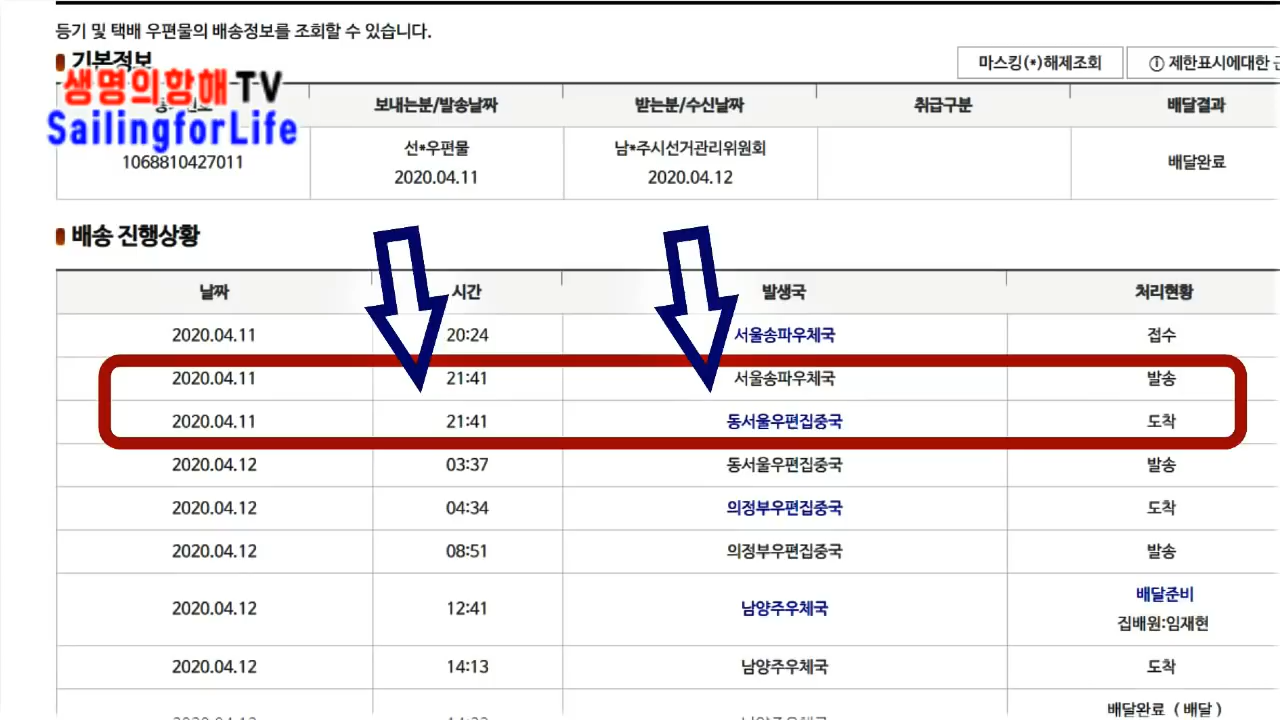 등기 및 택배 우편물의 배송정보를 조회할 수 있습니다.
기본정보
마스킹(*)해제조회
제한표시에대한
생명의항해TV
SailingforLife
보내는분/발송날짜 받는분/수신날짜 취급구분 배달결과
1068810427011 선*우편물 남*주시선거관리위원회 배달완료
2020.04.11 2020.04.12
배송 진행상황
날짜 시간 발생국 처리현황
2020.04.11 20:24 서울송파우체국 접수
2020.04.11 21:41 서울송파우체국 발송
2020.04.11 21:41 동서울우편집중국 도착
2020.04.12 03:37 동서울우편집중국 발송
2020.04.12 04:34 의정부우편집중국 도착
2020.04.12 08:51 의정부우편집중국 발송
2020.04.12 12:41 남양주우체국 배달준비
집배원:임재현
2020.04.12 14:13 남양주우체국 도착
배달완료 ( 배달 )